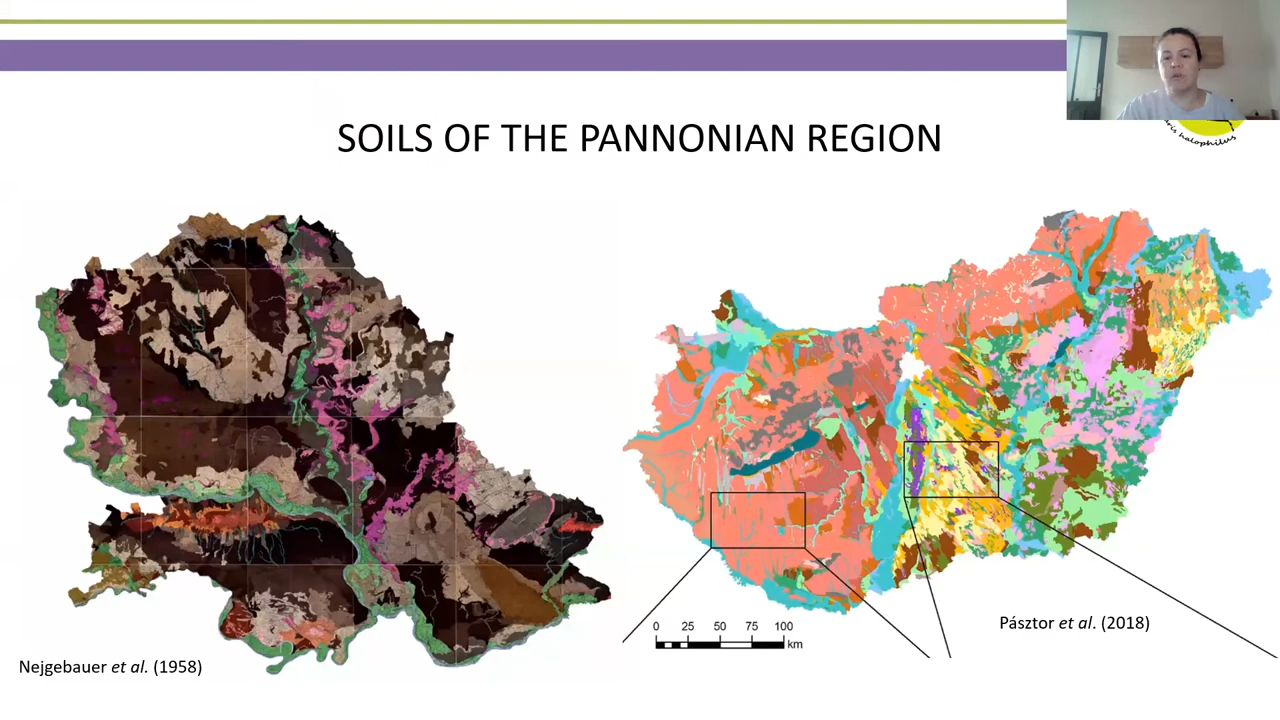 SOILS OF THE PANNONIAN REGION
halophilus
Pásztor et al. (2018)
0 25 50 75 100
km
Nejgebauer et al. (1958)